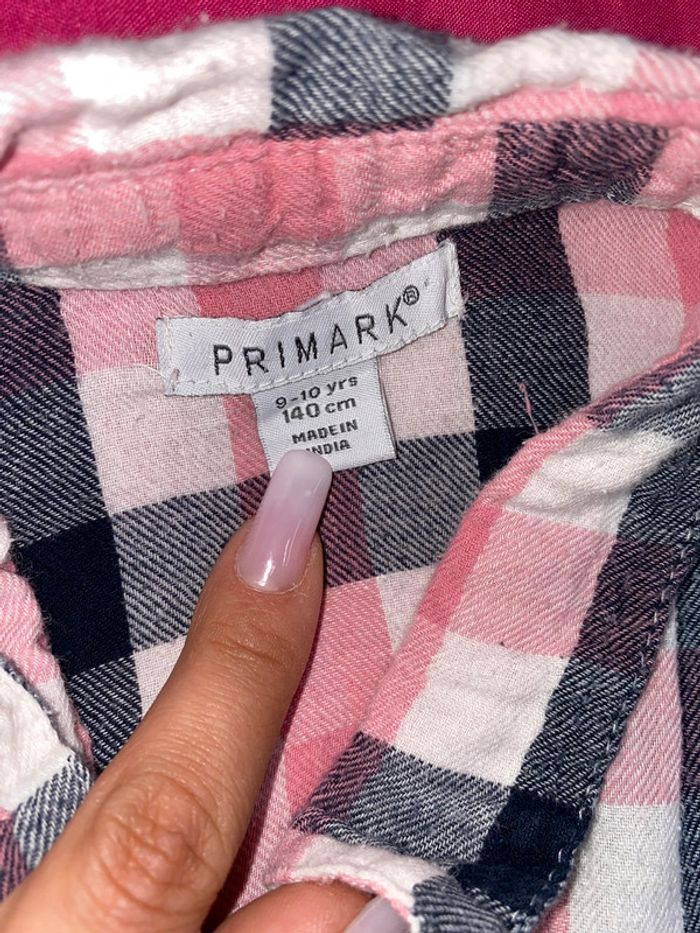 PRIMARK®
9-10 yrs
140 cm
MADE IN
INDIA